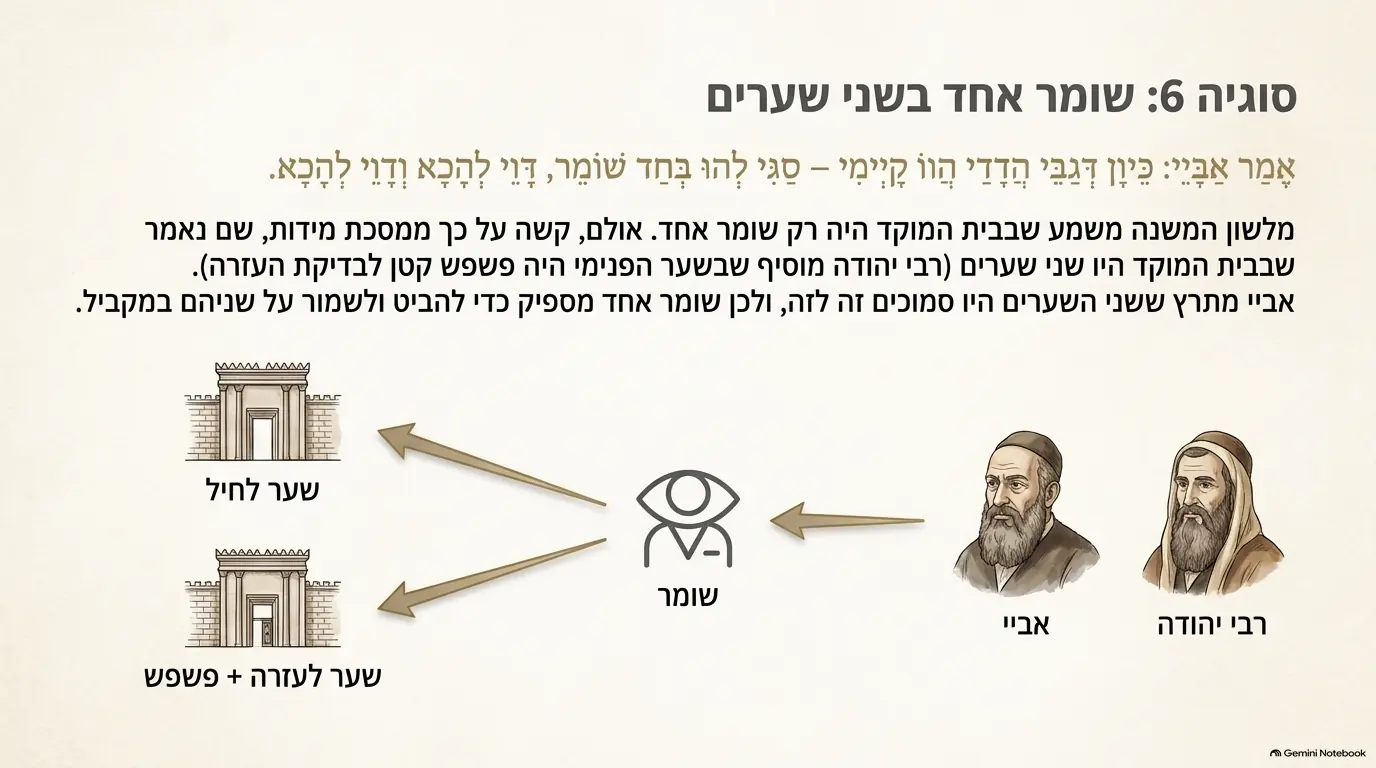 סוגיה 6: שומר אחד בשני שערים
אֲמַר אַבָּיֵי: כֵּיוָן דְּגַבֵּי הֲדָדֵי הֲווֹ קָיְימִי – סַגִּי לְהוּ בְּחַד שׁוֹמֵר, דָּוֵי לְהָכָא וְדָוֵי לְהָכָא.
מלשון המשנה משמע שבבית המוקד היה רק שומר אחד. אולם, קשה על כך ממסכת מידות, שם נאמר
שבבית המוקד היו שני שערים (רבי יהודה מוסיף שבשער הפנימי היה פשפש קטן לבדיקת העזרה).
אביי מתרץ ששני השערים היו סמוכים זה לזה, ולכן שומר אחד מספיק כדי להביט ולשמור על שניהם במקביל.
שער לחיל
שומר
אביי
רבי יהודה
שער לעזרה + פשפש
Gemini Notebook